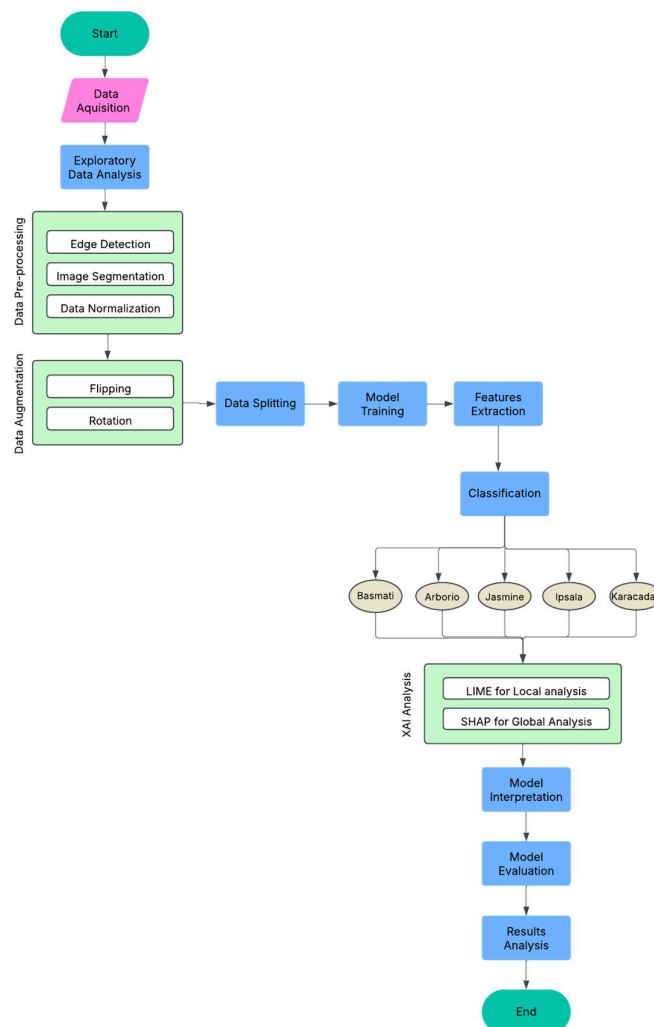 Start
Data
Aquisition
Exploratory
Data Analysis
Data Pre-processing
Edge Detection
Image Segmentation
Data Normalization
Data Augmentation
Flipping
Rotation
Data Splitting
Model
Training
Features
Extraction
Classification
Basmati
Arborio
Jasmine
Ipsala
Karacada
XAI Analysis
LIME for Local analysis
SHAP for Global Analysis
Model
Interpretation
Model
Evaluation
Results
Analysis
End